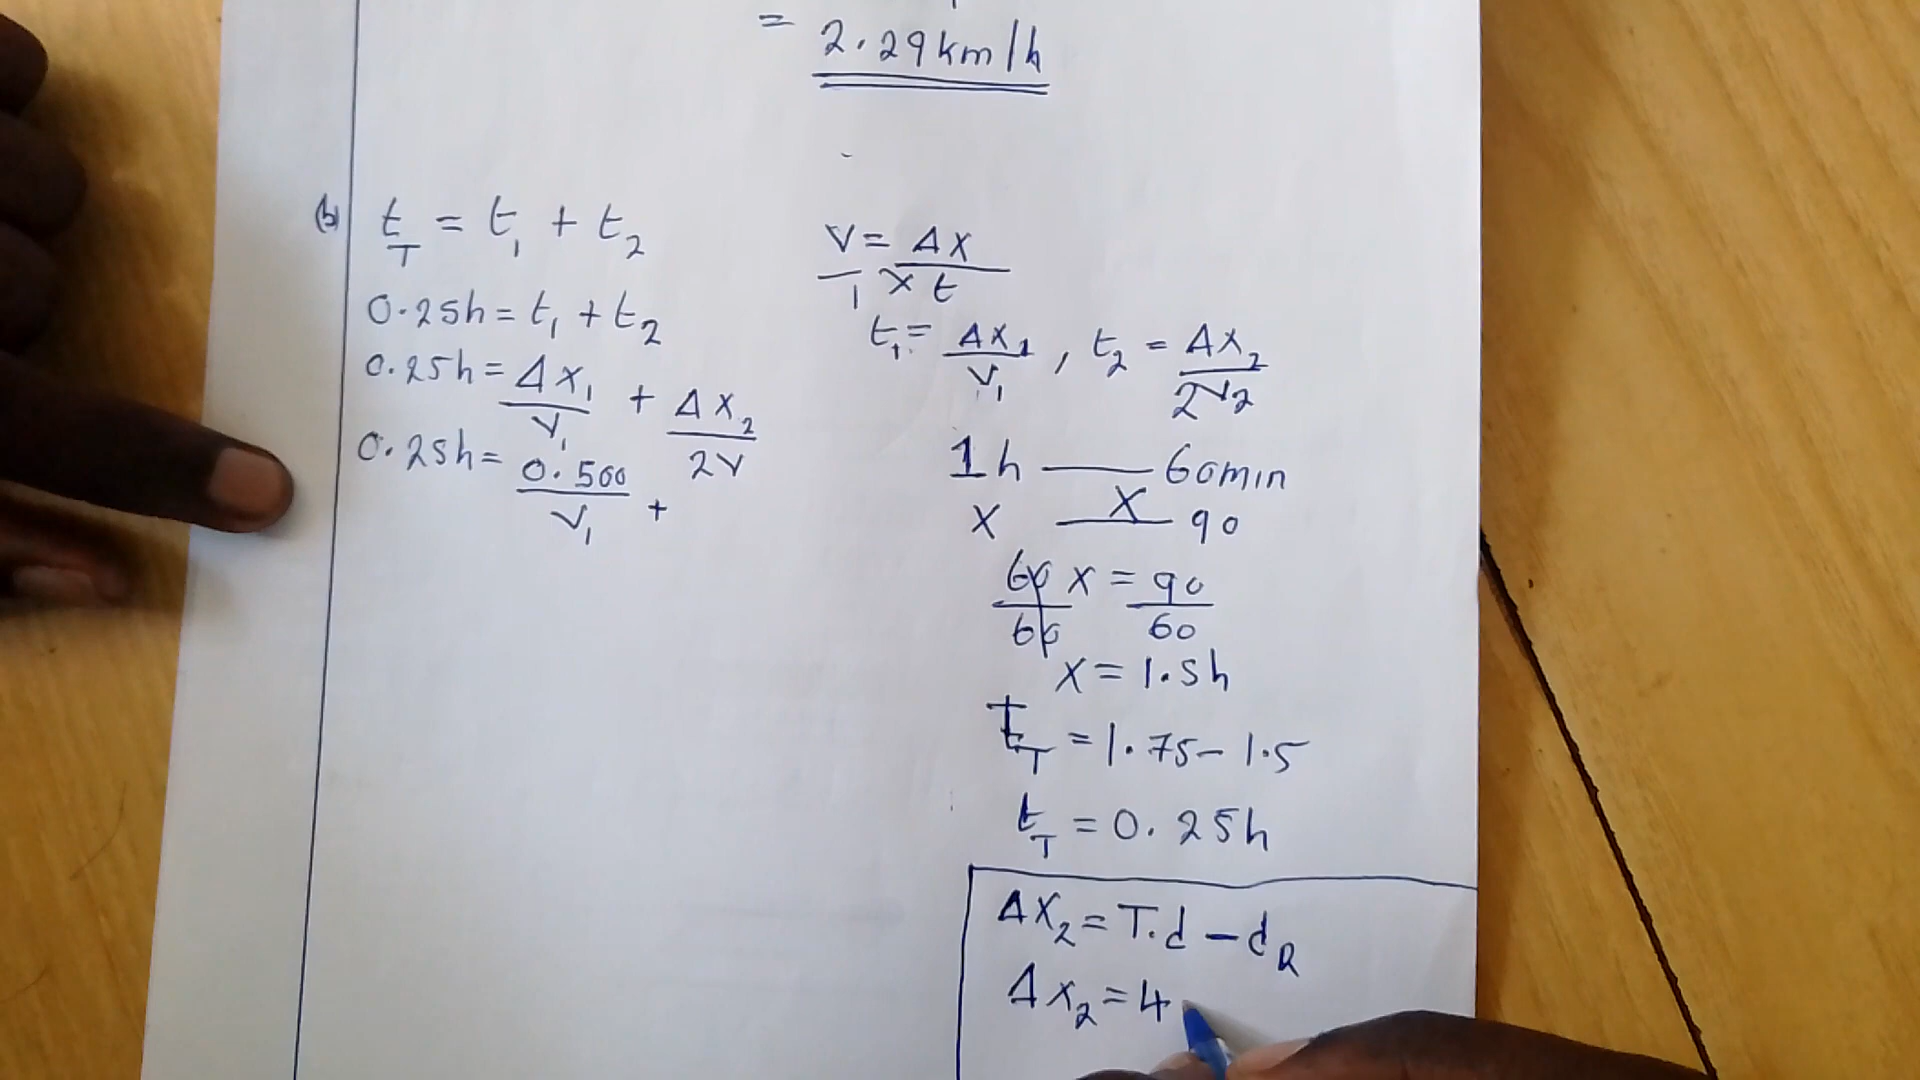 = 2.29km/h
(b) t_T = t_1 + t_2
0.25h = t_1 + t_2
0.25h = Δx_1/V_1 + Δx_2/2V
0.25h = 0.500/V_1 +
V/1 = Δx/t
t_1 = Δx_1/V_1 , t_2 = Δx_2/2V_2
1h — 60min
x — 90
60x/60 = 90/60
x = 1.5h
t_T = 1.75 - 1.5
t_T = 0.25h
Δx_2 = T.d - d_R
Δx_2 = 4